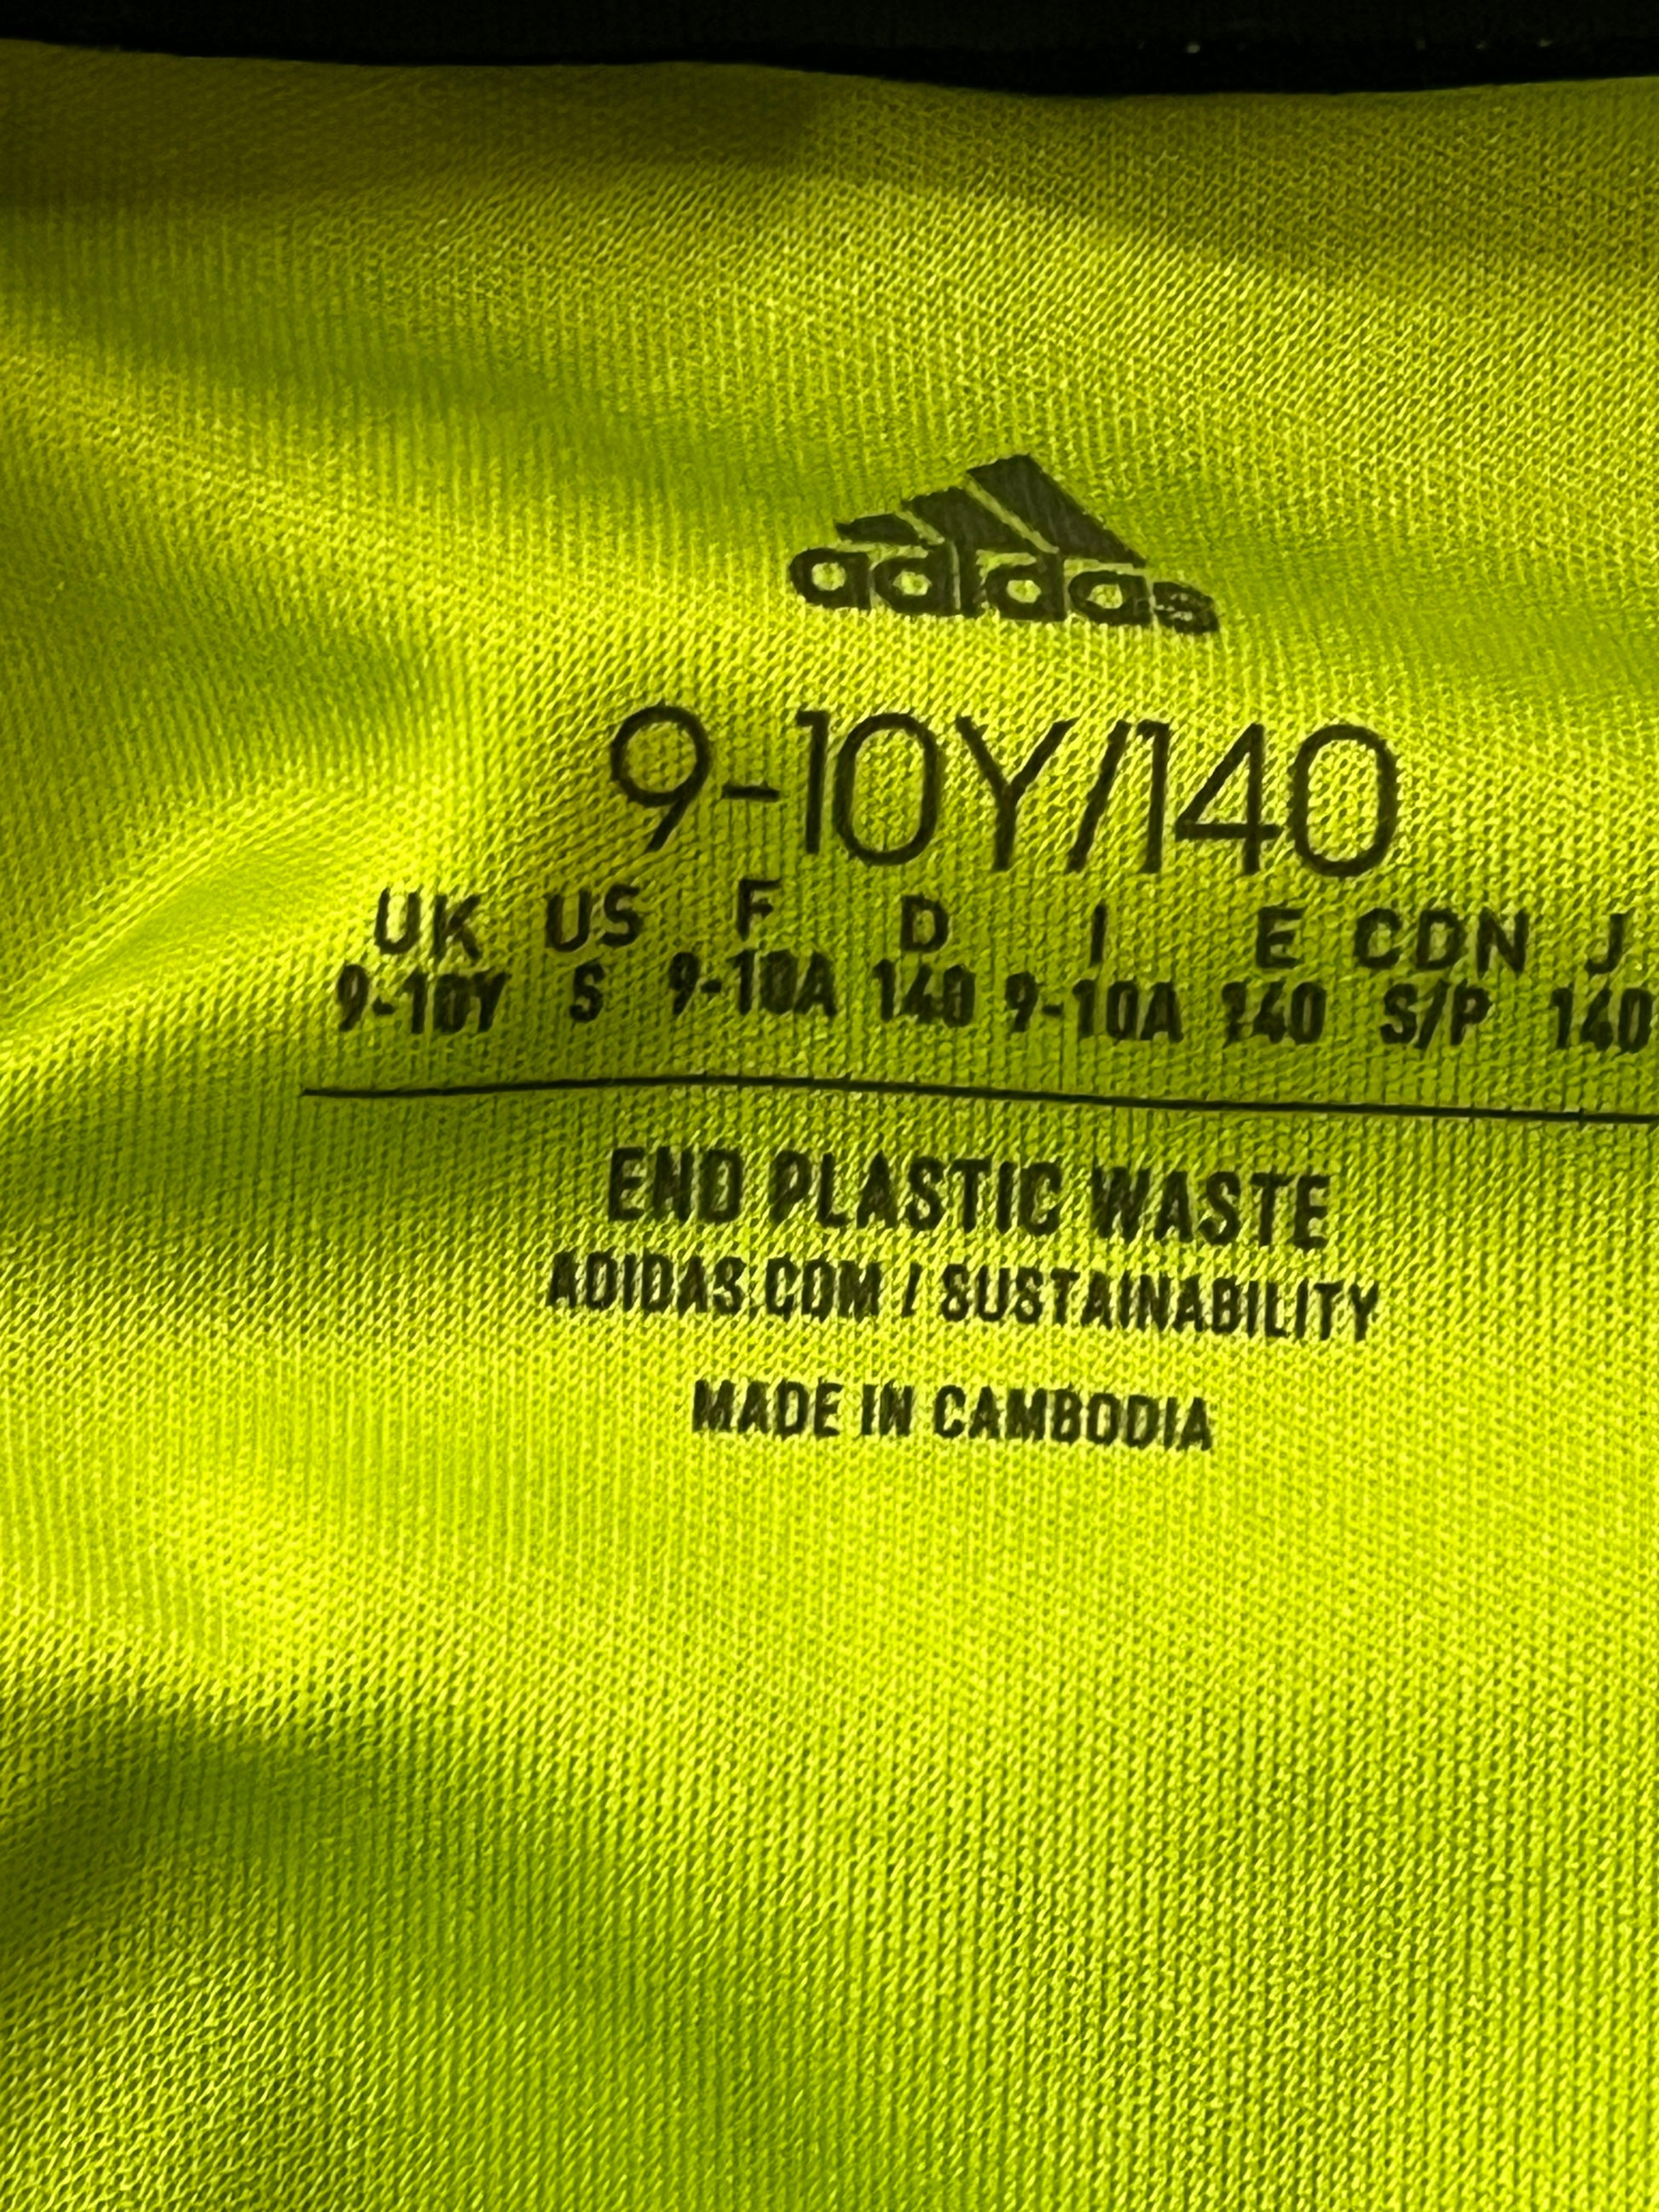 adidas
9-10Y/140
UK US F D I E CDN J
9-10Y S 9-10A 140 9-10A 140 S/P 140
END PLASTIC WASTE
ADIDAS.COM / SUSTAINABILITY
MADE IN CAMBODIA